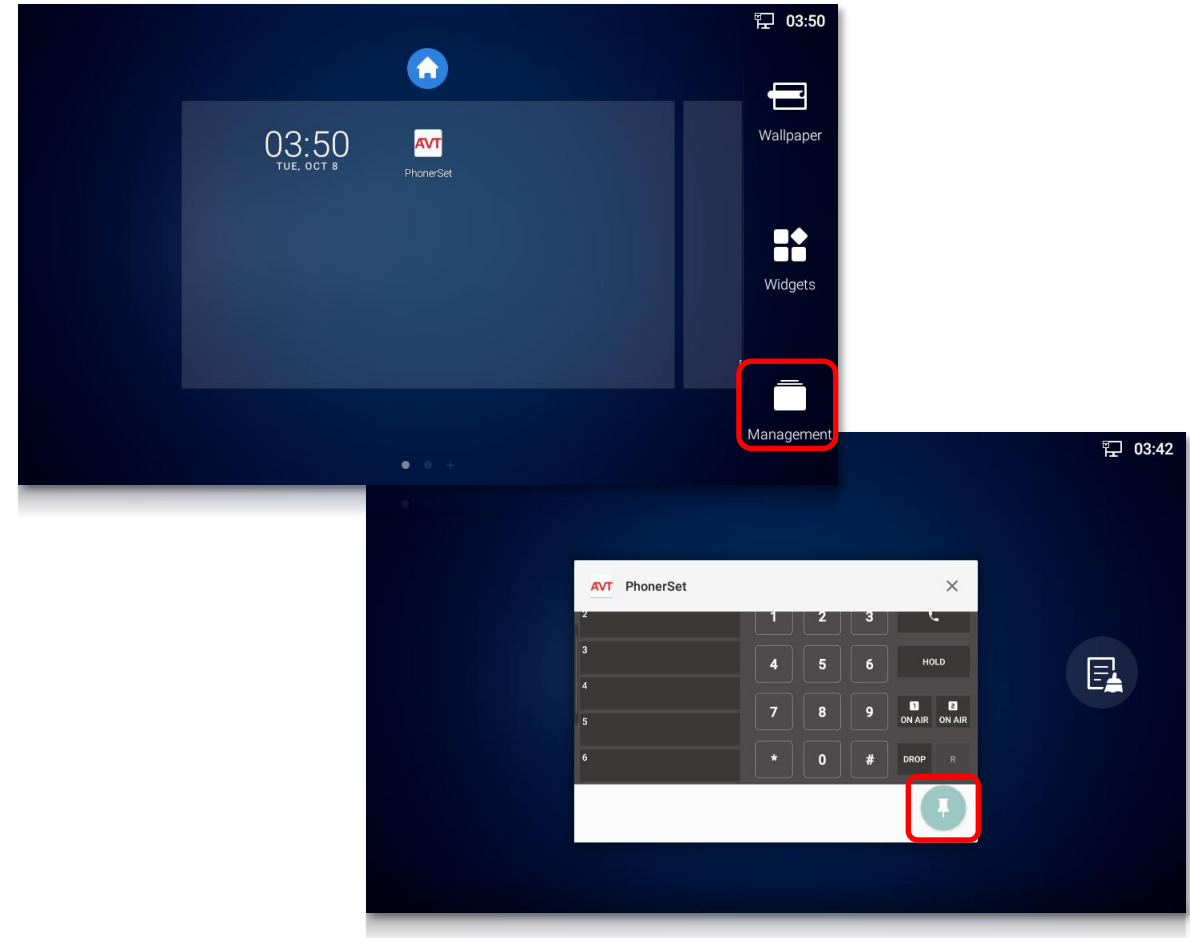 03:50
Wallpaper
03:50
TUE, OCT 8
AVT
PhonerSet
Widgets
Management
03:42
AVT PhonerSet
2
1 2 3
3
4 5 6 HOLD
4
7 8 9 1 2
ON AIR ON AIR
5
6
* 0 # DROP R